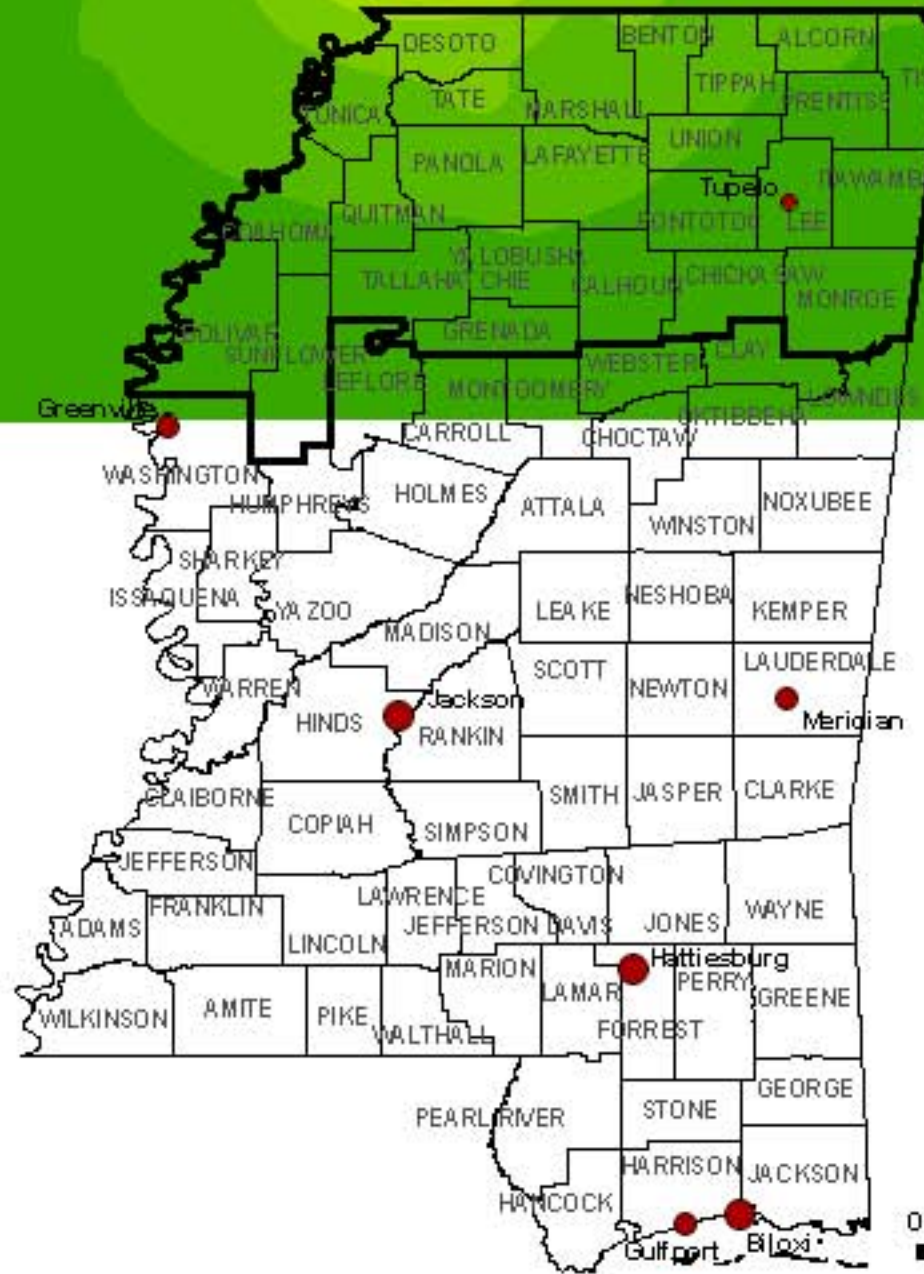 DESOTO
BENTON
ALCORN
TIPPAH
TATE
MARSHALL
PRENTISS
TUNICA
UNION
PANOLA
LAFAYETTE
Tupelo
ITAWAMBA
QUITMAN
PONTOTOC
LEE
COAHOMA
YALOBUSHA
TALLAHATCHIE
CALHOUN
CHICKASAW
MONROE
BOLIVAR
GRENADA
SUNFLOWER
CLAY
WEBSTER
LEFLORE
MONTGOMERY
LOWNDES
Greenville
OKTIBBEHA
CARROLL
CHOCTAW
WASHINGTON
HOLMES
HUMPHREYS
ATTALA
NOXUBEE
WINSTON
SHARKEY
ISSAQUENA
YAZOO
LEAKE
NESHOBA
KEMPER
MADISON
SCOTT
LAUDERDALE
WARREN
NEWTON
Jackson
HINDS
RANKIN
Meridian
CLAIBORNE
SMITH
JASPER
CLARKE
COPIAH
SIMPSON
JEFFERSON
COVINGTON
LAWRENCE
FRANKLIN
ADAMS
JEFFERSON DAVIS
JONES
WAYNE
LINCOLN
Hattiesburg
MARION
PERRY
LAMAR
GREENE
WILKINSON
AMITE
PIKE
WALTHALL
FORREST
GEORGE
PEARL RIVER
STONE
HARRISON
JACKSON
HANCOCK
0
Gulfport
Biloxi